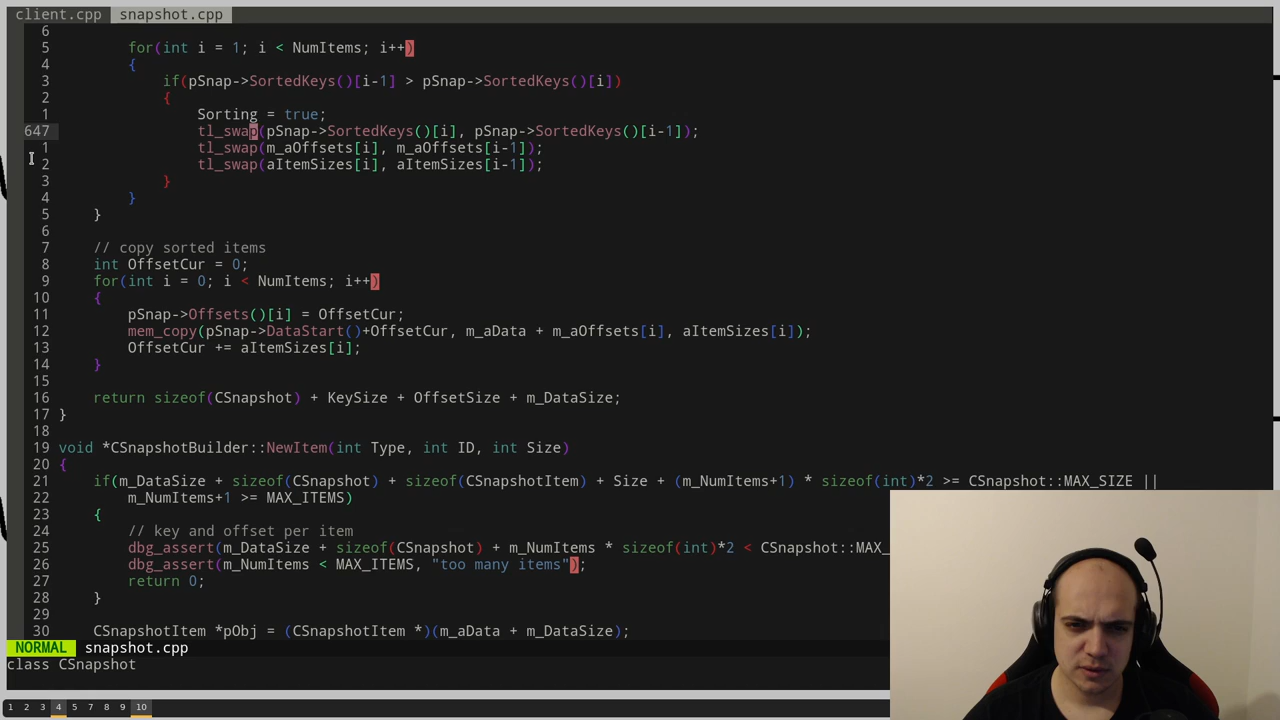 client.cpp snapshot.cpp
6
5 for(int i = 1; i < NumItems; i++)
4 {
3 if(pSnap->SortedKeys()[i-1] > pSnap->SortedKeys()[i])
2 {
1 Sorting = true;
647 tl_swap(pSnap->SortedKeys()[i], pSnap->SortedKeys()[i-1]);
1 tl_swap(m_aOffsets[i], m_aOffsets[i-1]);
2 tl_swap(aItemSizes[i], aItemSizes[i-1]);
3 }
4 }
5 }
6
7 // copy sorted items
8 int OffsetCur = 0;
9 for(int i = 0; i < NumItems; i++)
10 {
11 pSnap->Offsets()[i] = OffsetCur;
12 mem_copy(pSnap->DataStart()+OffsetCur, m_aData + m_aOffsets[i], aItemSizes[i]);
13 OffsetCur += aItemSizes[i];
14 }
15
16 return sizeof(CSnapshot) + KeySize + OffsetSize + m_DataSize;
17 }
18
19 void *CSnapshotBuilder::NewItem(int Type, int ID, int Size)
20 {
21 if(m_DataSize + sizeof(CSnapshot) + sizeof(CSnapshotItem) + Size + (m_NumItems+1) * sizeof(int)*2 >= CSnapshot::MAX_SIZE ||
22 m_NumItems+1 >= MAX_ITEMS)
23 {
24 // key and offset per item
25 dbg_assert(m_DataSize + sizeof(CSnapshot) + m_NumItems * sizeof(int)*2 < CSnapshot::MAX_
26 dbg_assert(m_NumItems < MAX_ITEMS, "too many items");
27 return 0;
28 }
29
30 CSnapshotItem *pObj = (CSnapshotItem *)(m_aData + m_DataSize);
NORMAL snapshot.cpp
class CSnapshot
1 2 3 4 5 6 7 8 9 10